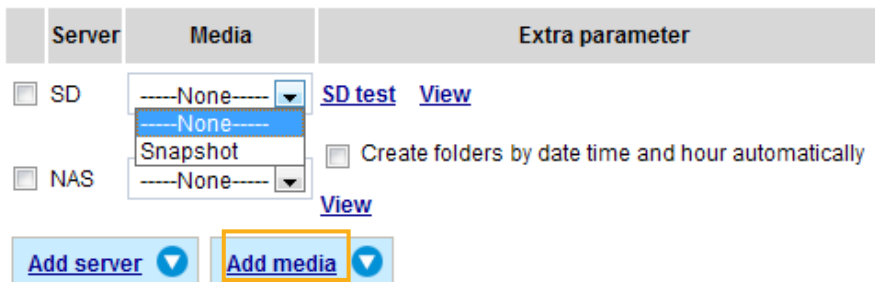 Server Media Extra parameter
SD -----None----- SD test View
-----None-----
Snapshot
Create folders by date time and hour automatically
NAS -----None-----
View
Add server Add media